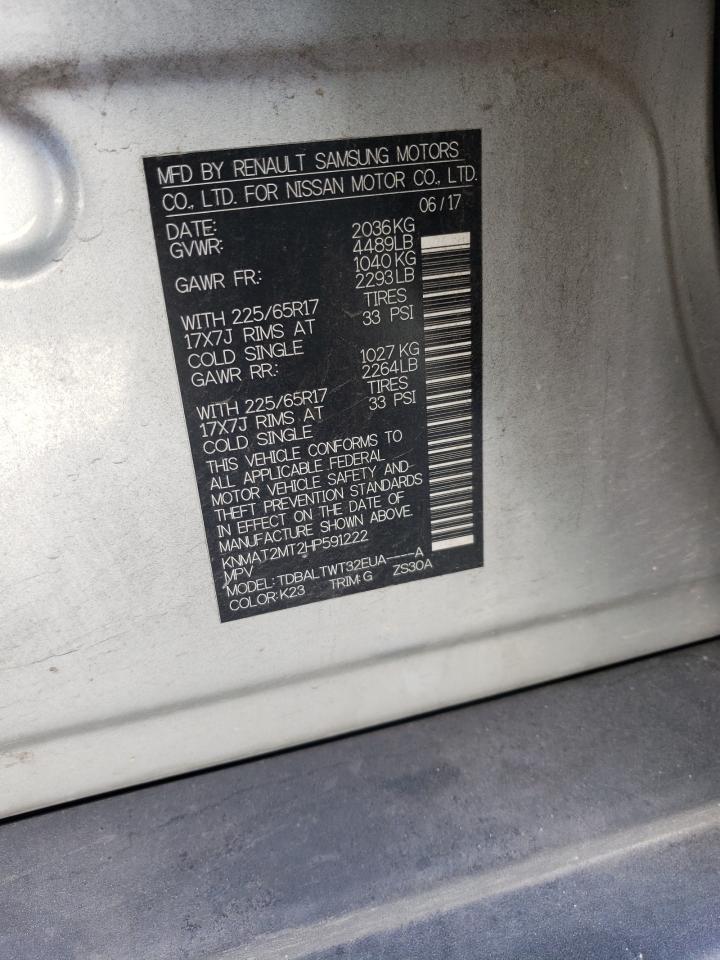 MFD BY RENAULT SAMSUNG MOTORS
CO., LTD. FOR NISSAN MOTOR CO., LTD.
DATE: 06/17
GVWR: 2036KG
4489LB
GAWR FR.: 1040KG
2293LB
WITH 225/65R17 TIRES
17X7J RIMS AT 33 PSI
COLD SINGLE
GAWR RR.: 1027KG
2264LB
WITH 225/65R17 TIRES
17X7J RIMS AT 33 PSI
COLD SINGLE
THIS VEHICLE CONFORMS TO
ALL APPLICABLE FEDERAL
MOTOR VEHICLE SAFETY AND
THEFT PREVENTION STANDARDS
IN EFFECT ON THE DATE OF
MANUFACTURE SHOWN ABOVE.
KNMAT2MT2HP591222
MPV
MODEL: TDBALTWT32EUA----A
COLOR: K23 TRIM: G ZS30A